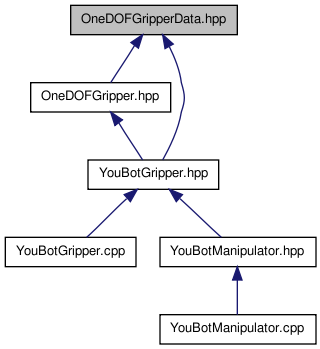 OneDOFGripperData.hpp
OneDOFGripper.hpp
YouBotGripper.hpp
YouBotGripper.cpp
YouBotManipulator.hpp
YouBotManipulator.cpp